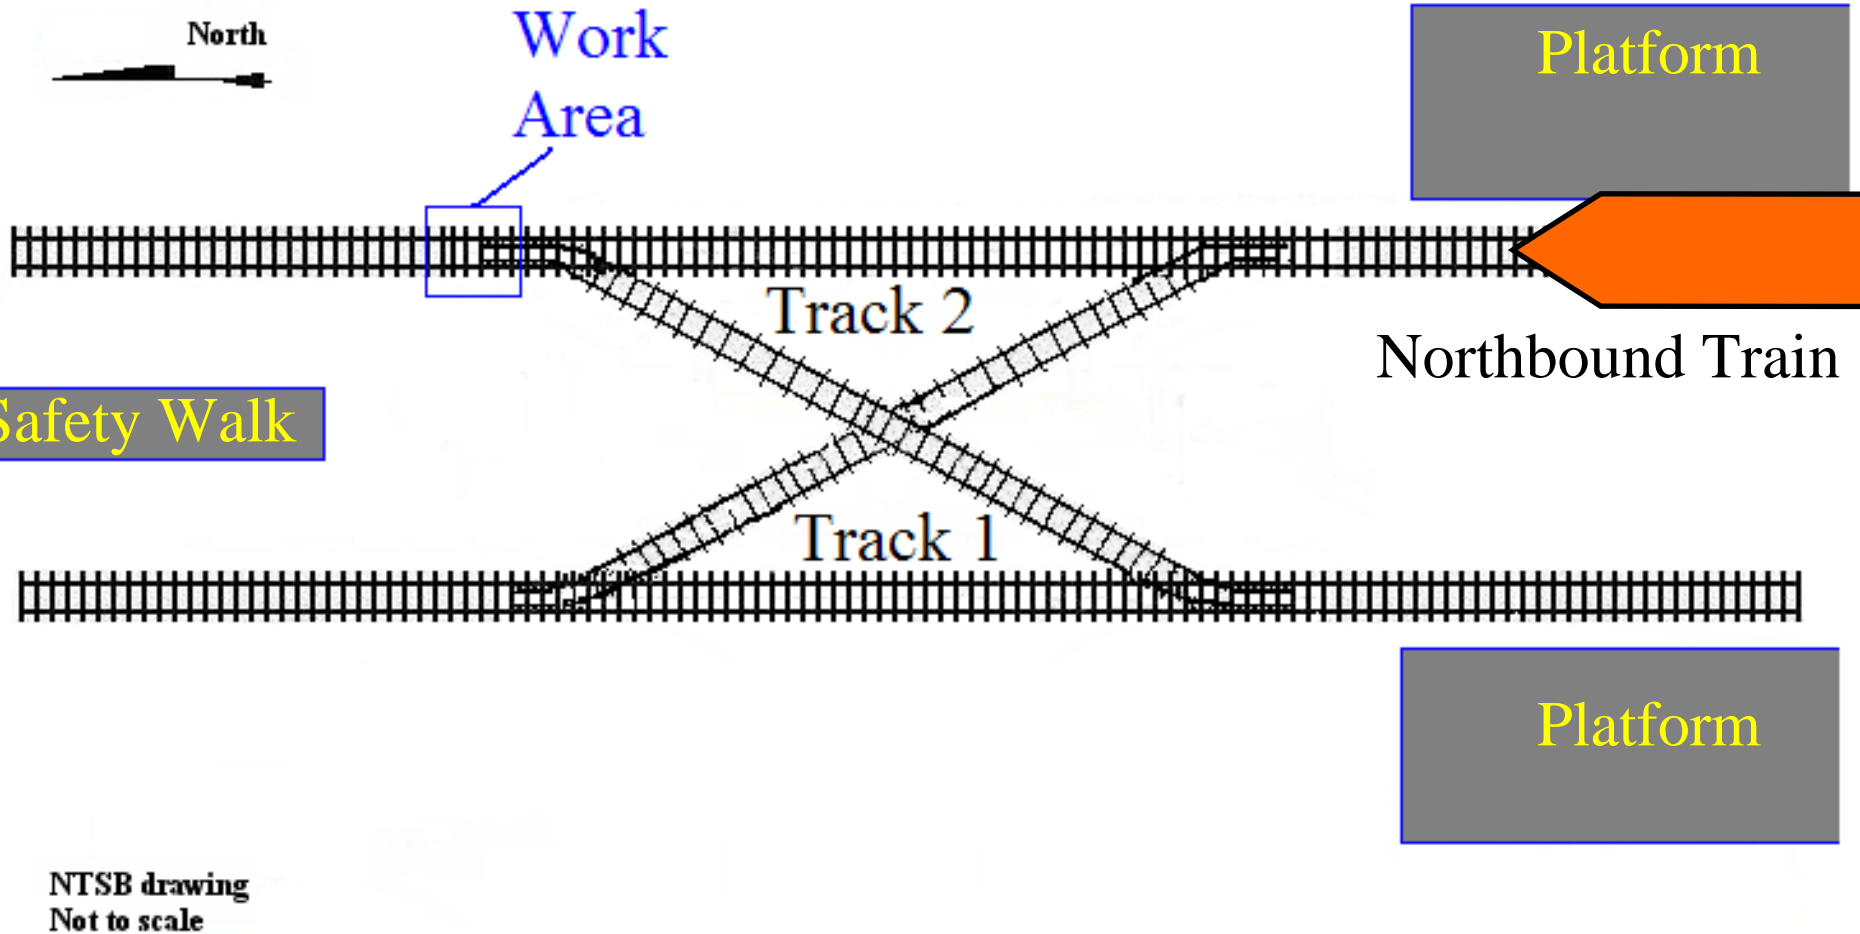 North
Work
Area
Platform
Track 2
Northbound Train
Safety Walk
Track 1
Platform
NTSB drawing
Not to scale